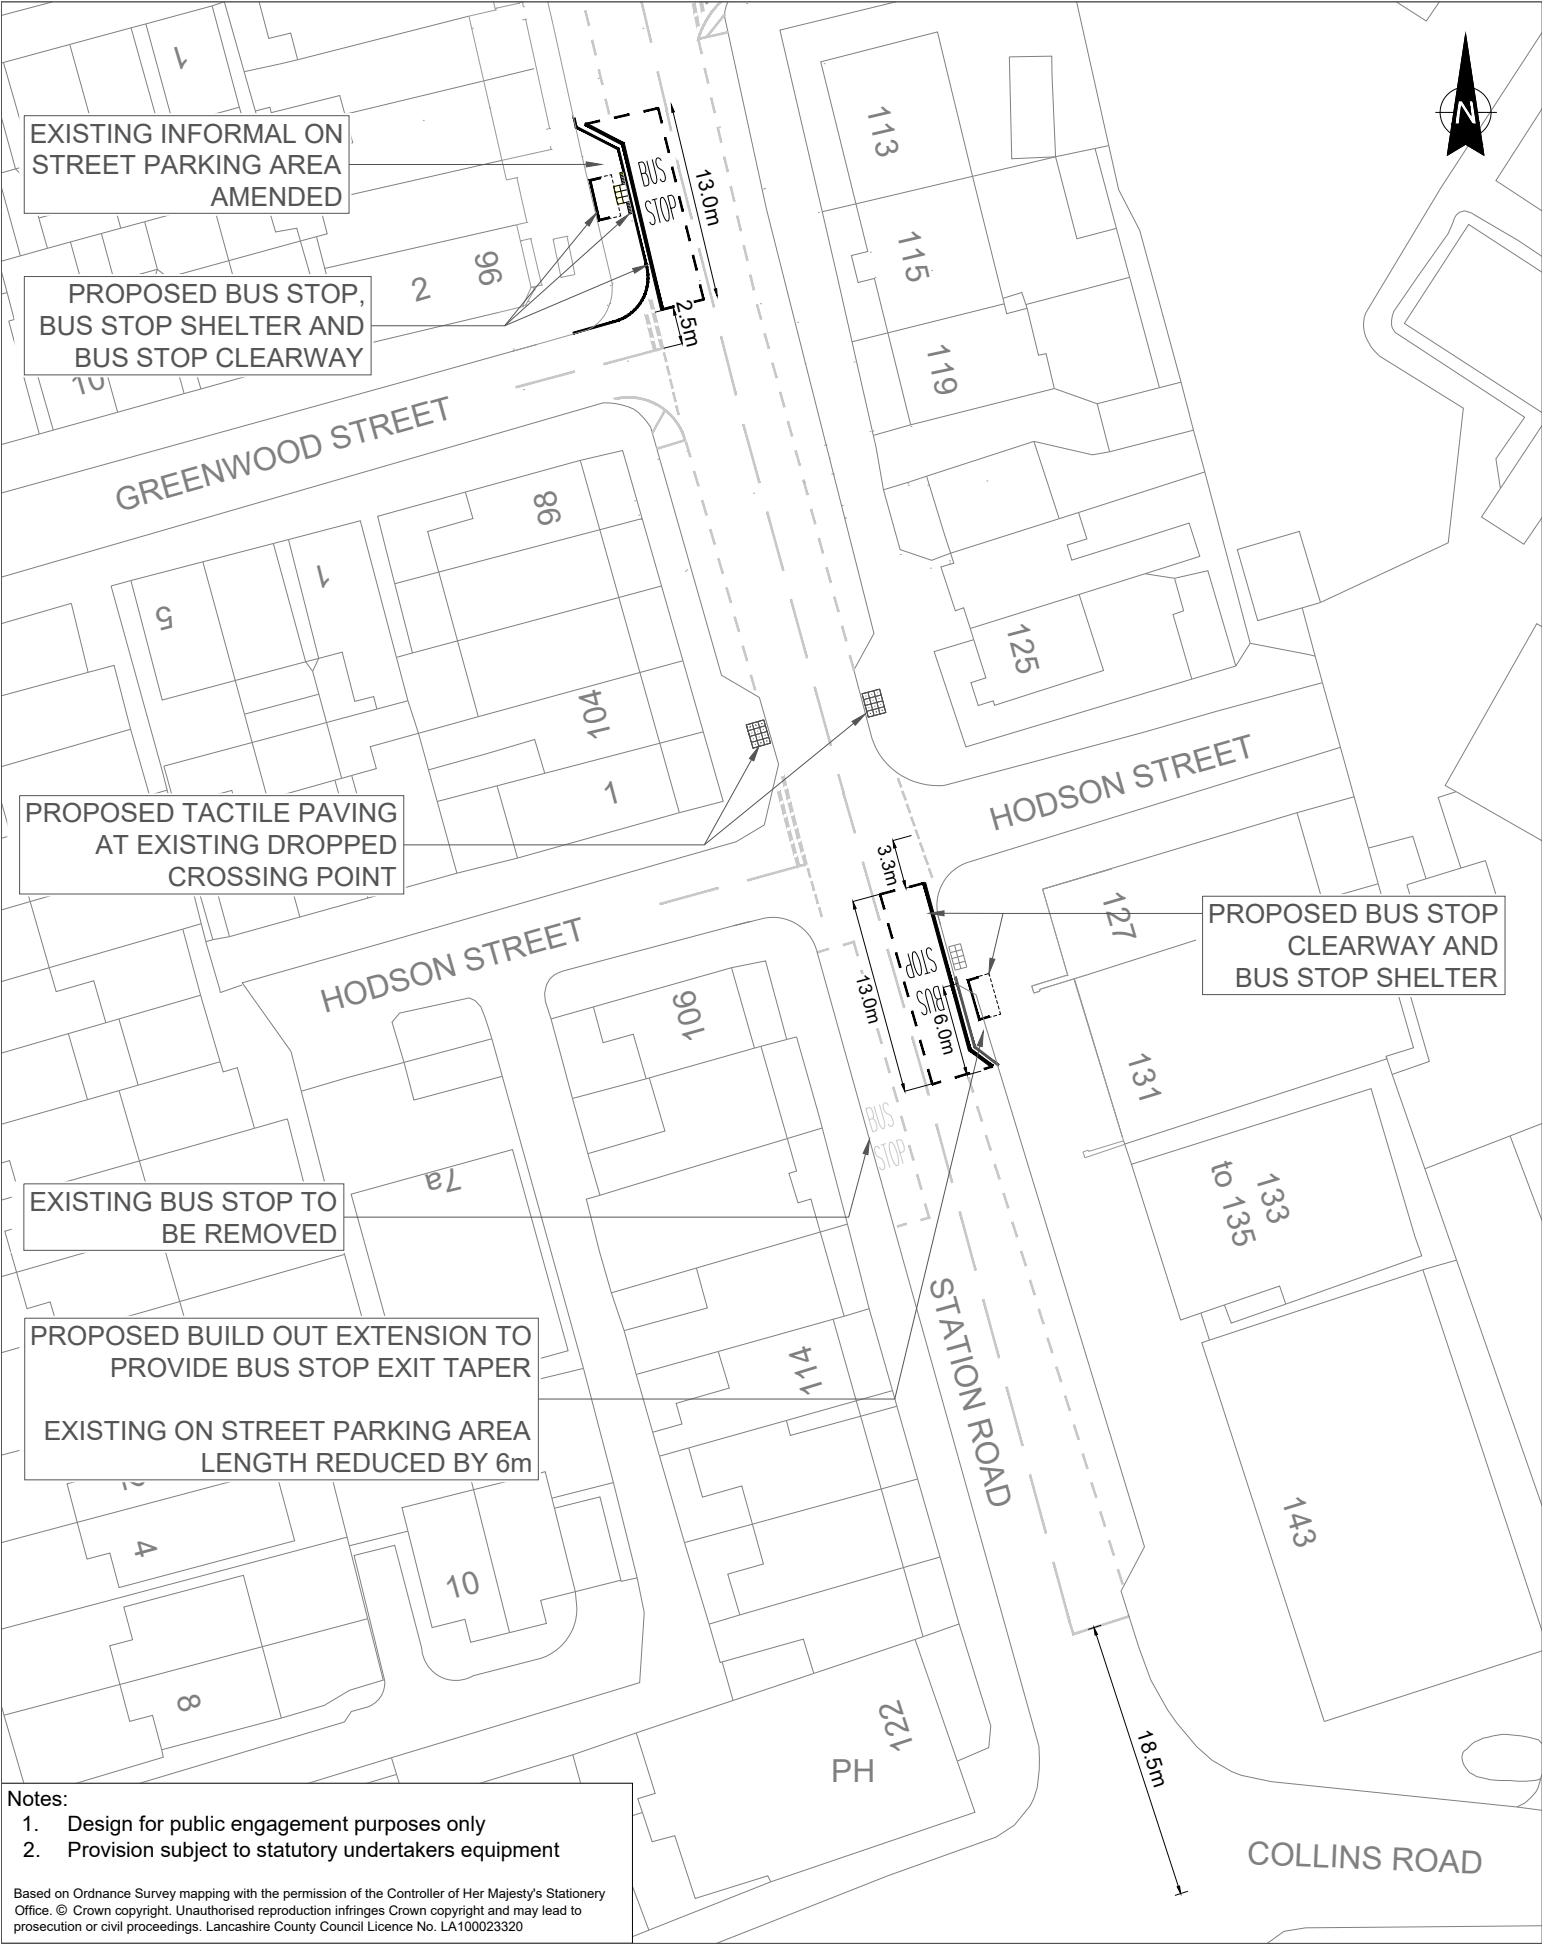 1
N
EXISTING INFORMAL ON
STREET PARKING AREA
AMENDED
113
BUS
STOP
13.0m
115
96
2
PROPOSED BUS STOP,
BUS STOP SHELTER AND
BUS STOP CLEARWAY
2.5m
10
119
GREENWOOD STREET
98
1
5
125
104
1
HODSON STREET
PROPOSED TACTILE PAVING
AT EXISTING DROPPED
CROSSING POINT
3.3m
127
PROPOSED BUS STOP
CLEARWAY AND
BUS STOP SHELTER
HODSON STREET
BUS
STOP
13.0m
6.0m
106
131
BUS
STOP
7a
133
to 135
EXISTING BUS STOP TO
BE REMOVED
STATION ROAD
PROPOSED BUILD OUT EXTENSION TO
PROVIDE BUS STOP EXIT TAPER
EXISTING ON STREET PARKING AREA
LENGTH REDUCED BY 6m
114
143
4
10
8
122
PH
18.5m
COLLINS ROAD
Notes:
1. Design for public engagement purposes only
2. Provision subject to statutory undertakers equipment
Based on Ordnance Survey mapping with the permission of the Controller of Her Majesty's Stationery
Office. © Crown copyright. Unauthorised reproduction infringes Crown copyright and may lead to
prosecution or civil proceedings. Lancashire County Council Licence No. LA100023320